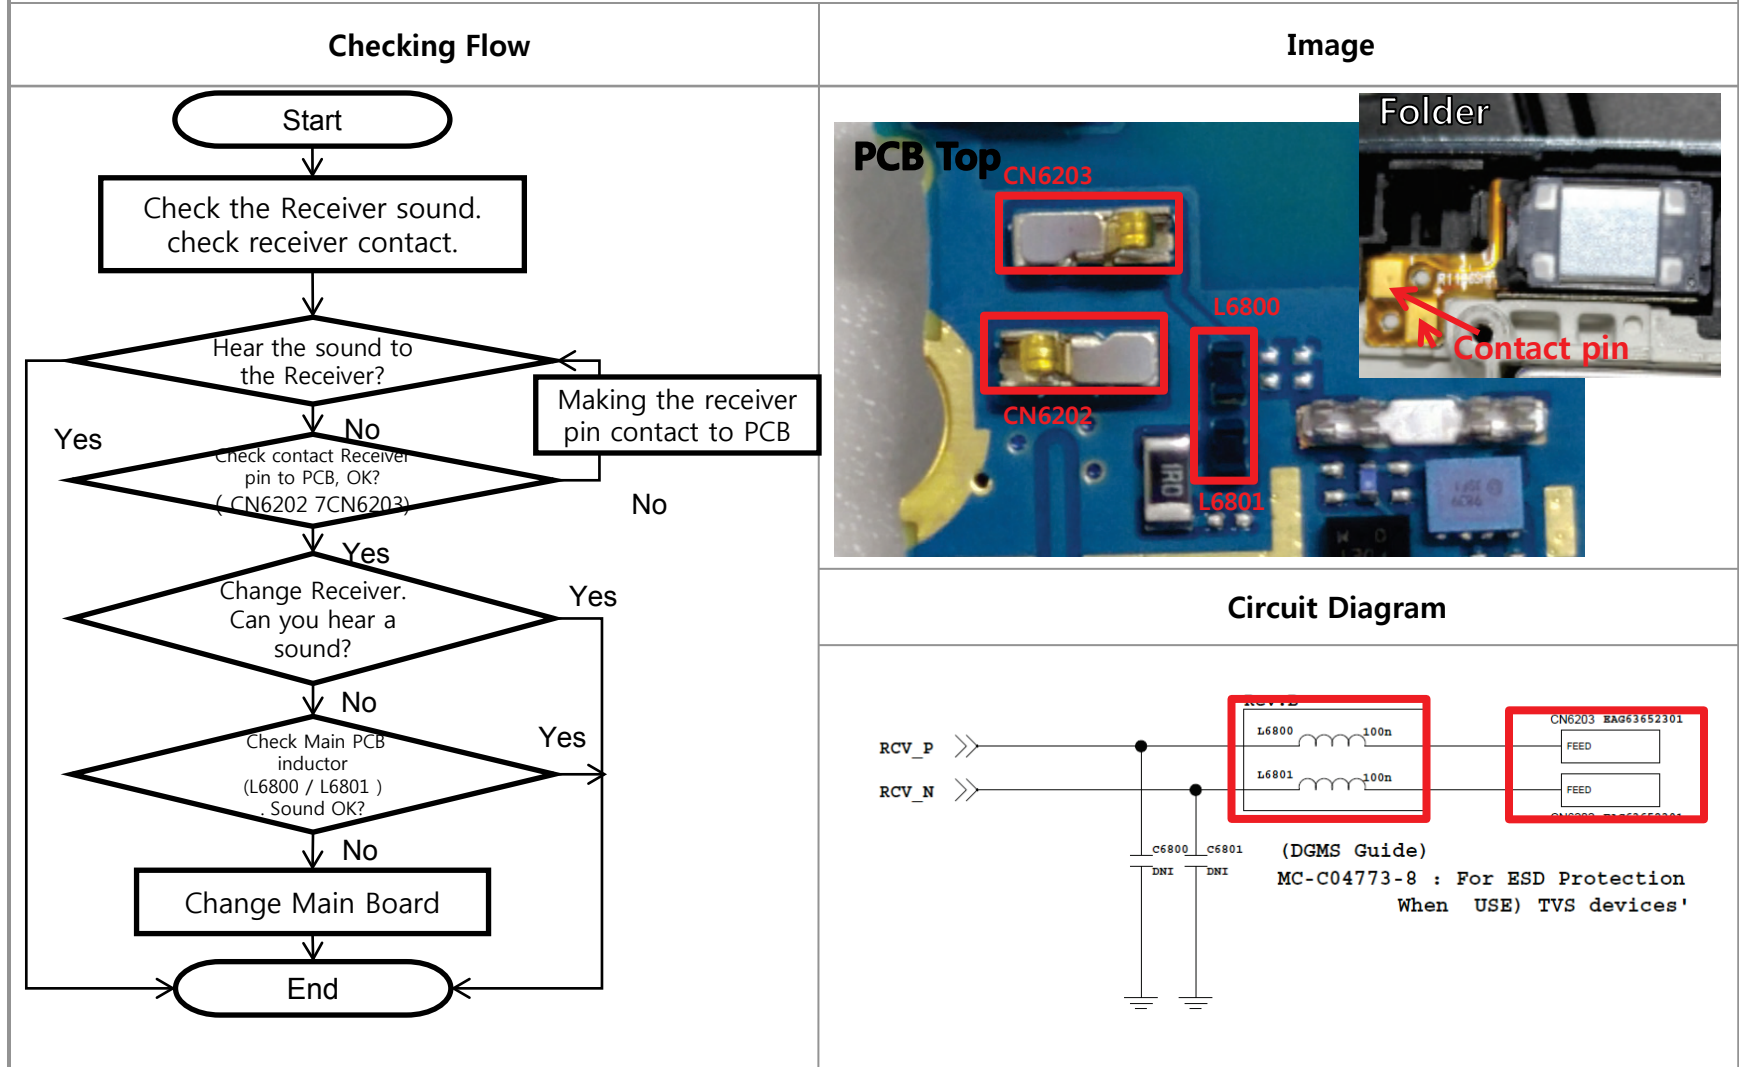 Checking Flow
Start
Check the Receiver sound.
check receiver contact.
Hear the sound to
the Receiver?
Making the receiver
pin contact to PCB
Yes
No
Check contact Receiver
pin to PCB, OK?
( CN6202 7CN6203)
No
Yes
Change Receiver.
Can you hear a
sound?
Yes
No
Check Main PCB
inductor
(L6800 / L6801 )
. Sound OK?
Yes
No
Change Main Board
End
Image
PCB Top
CN6203
CN6202
L6800
L6801
1R0
Folder
Contact pin
Circuit Diagram
RCV_P
RCV_N
L6800
100n
L6801
100n
CN6203 EAG63652301
FEED
FEED
C6800
DNI
C6801
DNI
(DGMS Guide)
MC-C04773-8 : For ESD Protection
When USE) TVS devices'